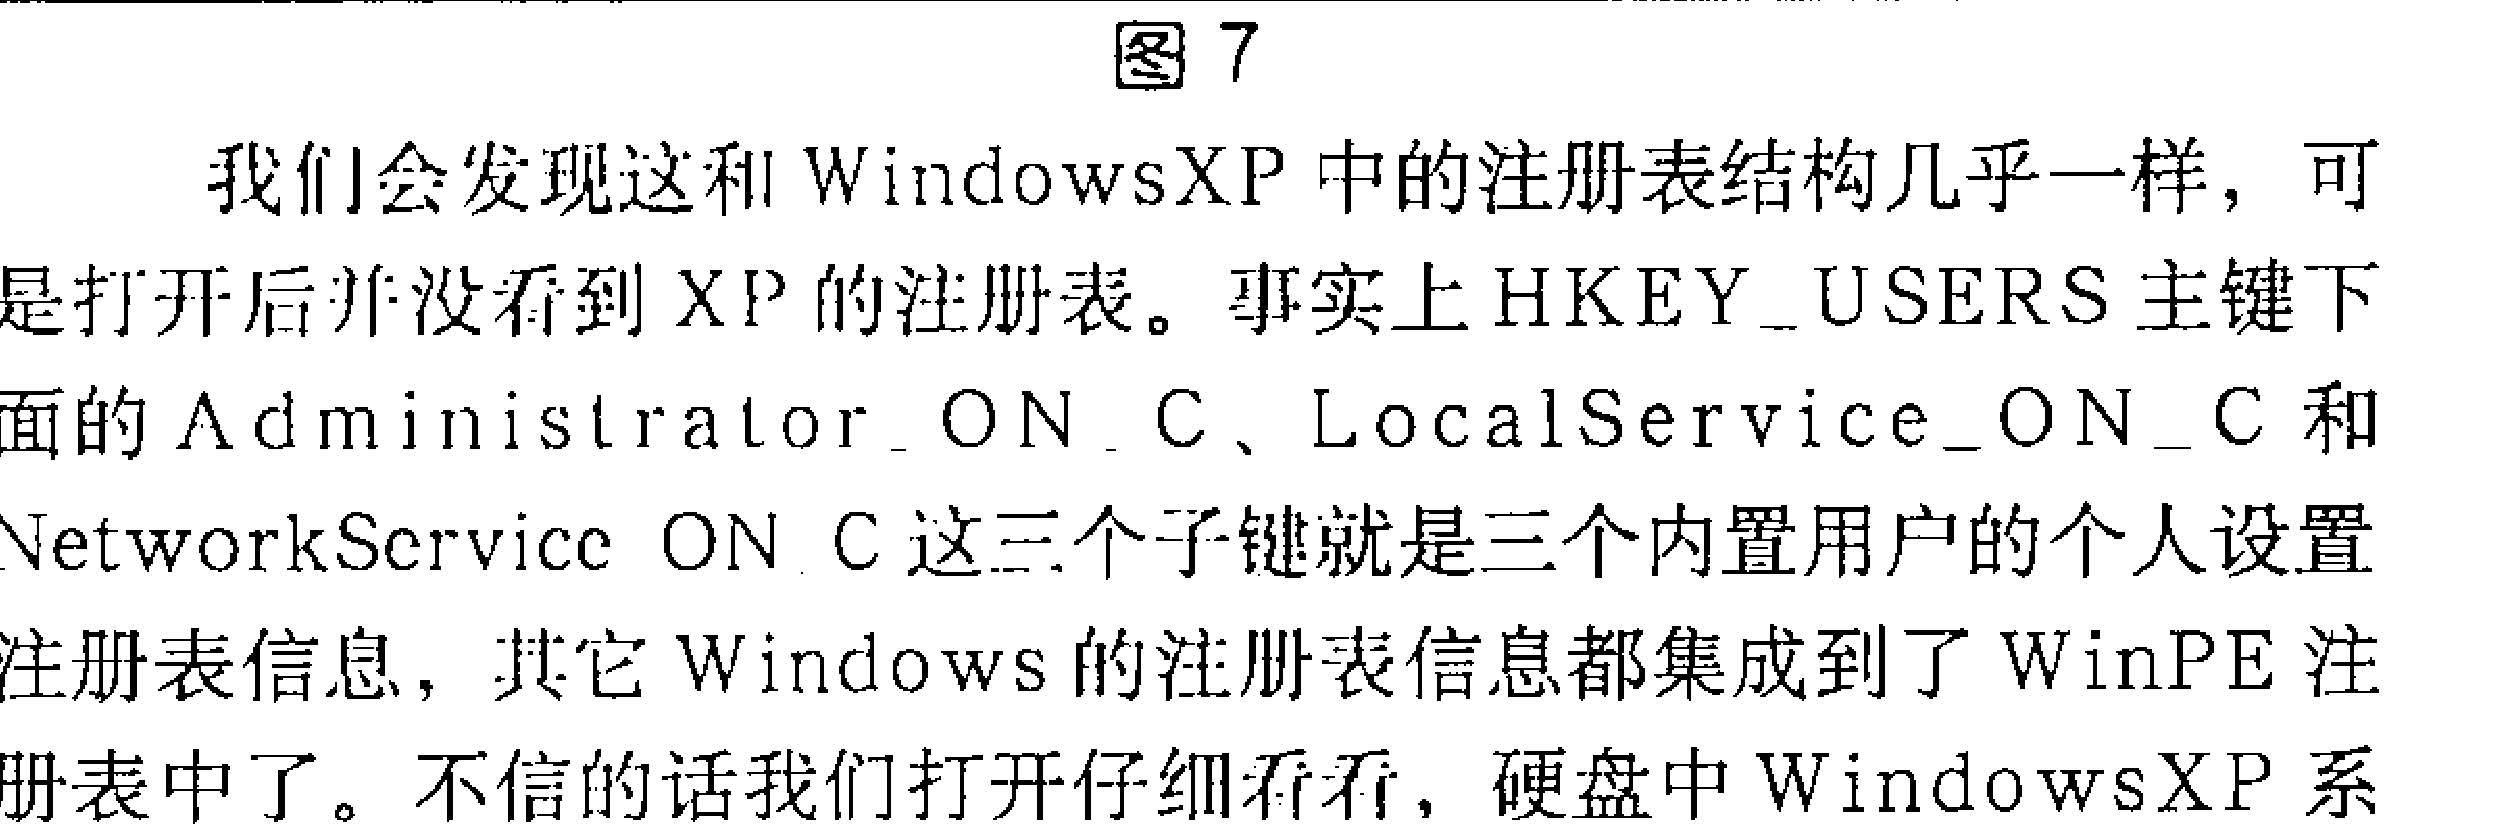 图 7
我们会发现这和 WindowsXP 中的注册表结构几乎一样，可
是打开后并没看到 XP 的注册表。事实上 HKEY_USERS 主键下
面的 Administrator_ON_C、LocalService_ON_C 和
NetworkService ON C 这三个子键就是三个内置用户的个人设置
注册表信息，其它 Windows 的注册表信息都集成到了 WinPE 注
册表中了。不信的话我们打开仔细看看，硬盘中 WindowsXP 系